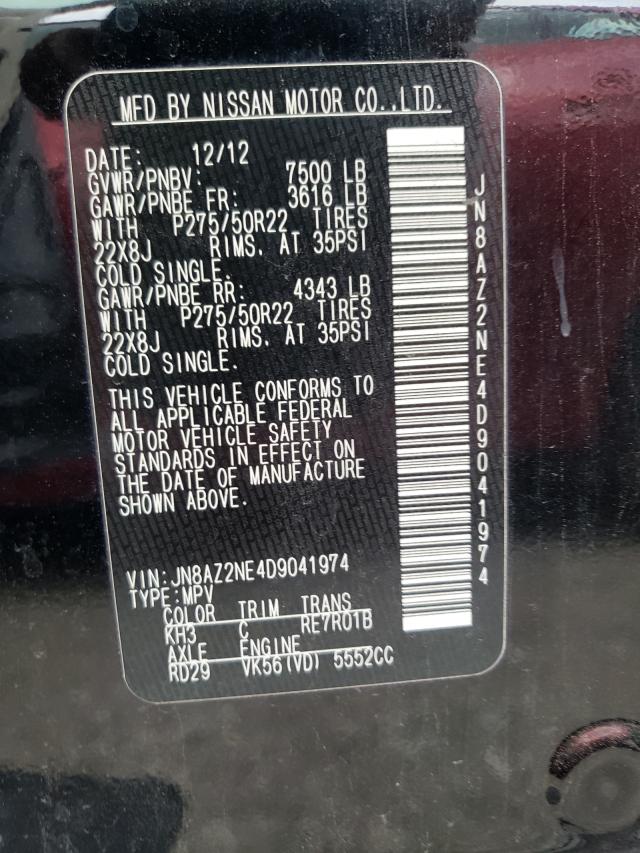 MFD BY NISSAN MOTOR CO.,LTD.
DATE: 12/12
GVWR/PNBV: 7500 LB
GAWR/PNBE FR: 3616 LB
WITH P275/50R22 TIRES
22X8J RIMS, AT 35PSI
COLD SINGLE.
GAWR/PNBE RR: 4343 LB
WITH P275/50R22 TIRES
22X8J RIMS, AT 35PSI
COLD SINGLE.
THIS VEHICLE CONFORMS TO
ALL APPLICABLE FEDERAL
MOTOR VEHICLE SAFETY
STANDARDS IN EFFECT ON
THE DATE OF MANUFACTURE
SHOWN ABOVE.
VIN:JN8AZ2NE4D9041974
TYPE:MPV
COLOR TRIM TRANS
KH3 C RE7R01B
AXLE ENGINE
RD29 VK56(VD) 5552CC
JN8AZ2NE4D9041974